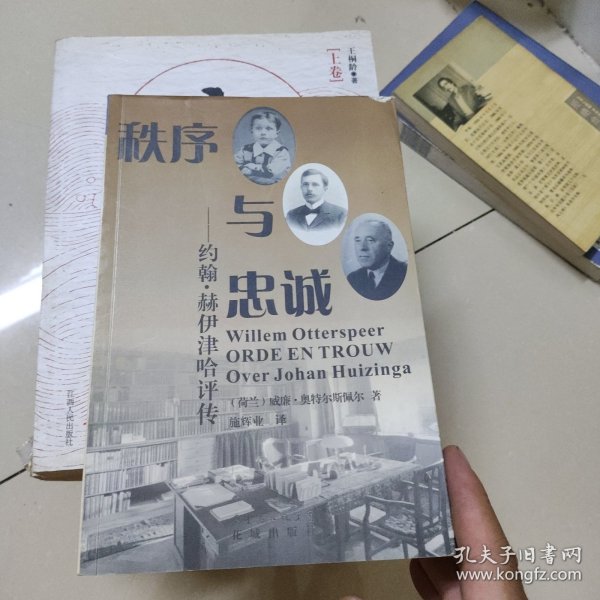 秩序
与
忠诚
——约翰·赫伊津哈评传
Willem Otterspeer
ORDE EN TROUW
Over Johan Huizinga
(荷兰)威廉·奥特尔斯佩尔 著
施辉业 译
花城出版
王桐龄 著
[上卷]
江西人民出版社
孔夫子旧书网
www.kongfz.com